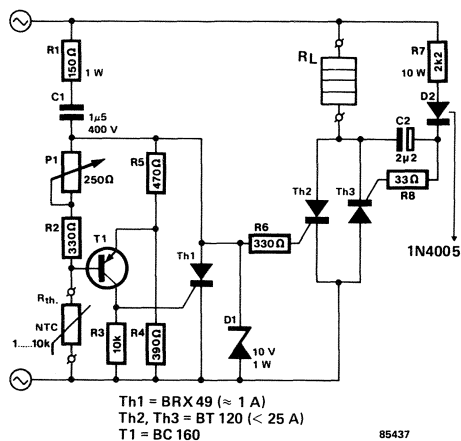 R1
150Ω
1 W
C1
1µ5
400 V
P1
250Ω
R2
330Ω
Rth.
NTC
1.....10k
T1
R3
10k
R5
470Ω
R4
390Ω
Th1
D1
10 V
1 W
R6
330Ω
RL
Th2
Th3
C2
2µ2
R7
2k2
10 W
D2
33Ω
R8
1N4005
Th1 = BRX 49 (≈ 1 A)
Th2, Th3 = BT 120 (< 25 A)
T1 = BC 160
85437